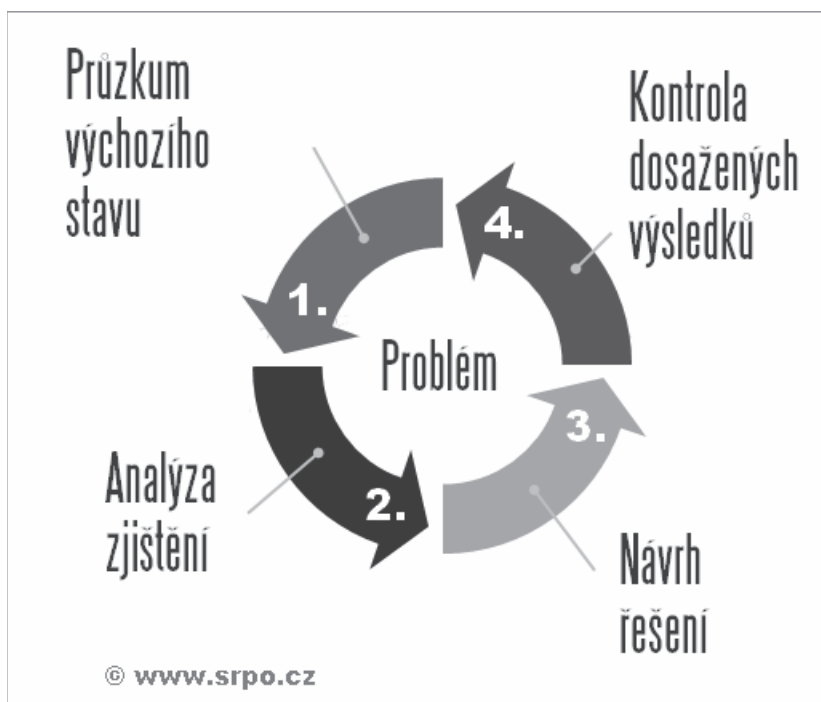 Průzkum
výchozího
stavu
1.
Analýza
zjištění
2.
Problém
3.
Návrh
řešení
4.
Kontrola
dosažených
výsledků
© www.srpo.cz